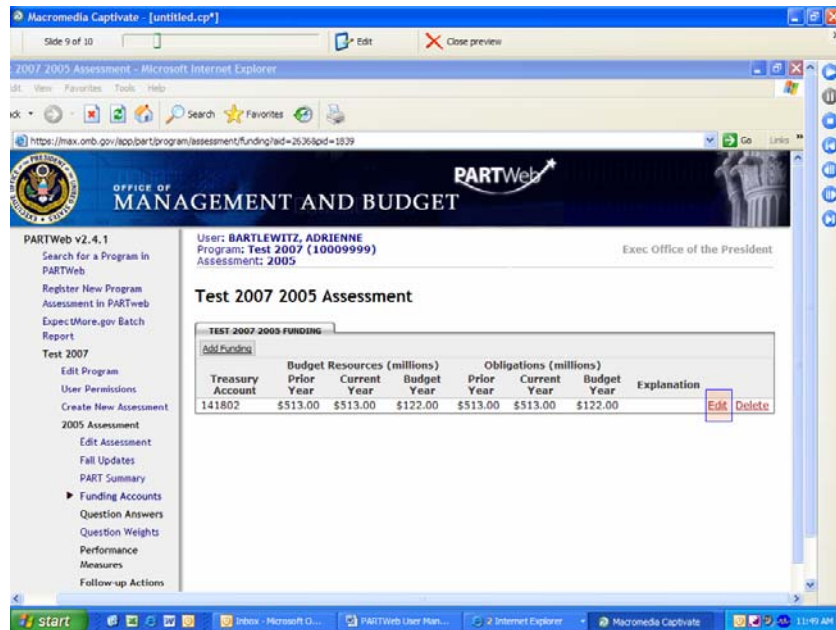 Macromedia Captivate - [untitled.cp*]
Slide 9 of 10
Edit
Close preview
2007 2005 Assessment - Microsoft Internet Explorer
View Favorites Tools Help
Search Favorites
https://max.omb.gov/app/part/program/assessment/funding?aid=2636&pid=1839
Go Links
OFFICE OF
MANAGEMENT AND BUDGET
PARTWeb
PARTWeb v2.4.1
Search for a Program in
PARTWeb
Register New Program
Assessment in PARTweb
ExpectMore.gov Batch
Report
Test 2007
Edit Program
User Permissions
Create New Assessment
2005 Assessment
Edit Assessment
Fall Updates
PART Summary
Funding Accounts
Question Answers
Question Weights
Performance
Measures
Follow-up Actions
User: BARTLEWITZ, ADRIENNE
Program: Test 2007 (10009999)
Assessment: 2005
Exec Office of the President
Test 2007 2005 Assessment
TEST 2007 2005 FUNDING
Add Funding
Budget Resources (millions) Obligations (millions)
Treasury Account Prior Year Current Year Budget Year Prior Year Current Year Budget Year Explanation
141802 $513.00 $513.00 $122.00 $513.00 $513.00 $122.00 Edit Delete
start
Inbox - Microsoft O...
PARTWeb User Man...
2 Internet Explorer
Macromedia Captivate
11:49 AM